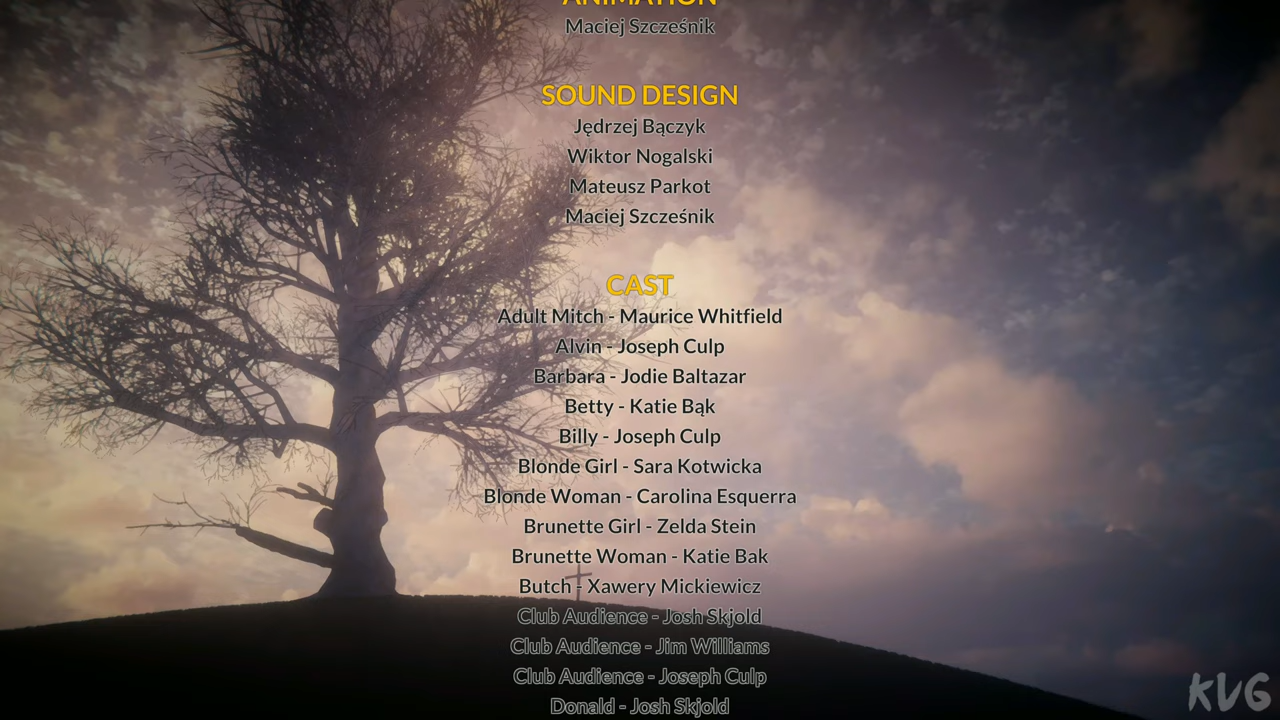 ANIMATION
Maciej Szcześnik
SOUND DESIGN
Jędrzej Bączyk
Wiktor Nogalski
Mateusz Parkot
Maciej Szcześnik
CAST
Adult Mitch - Maurice Whitfield
Alvin - Joseph Culp
Barbara - Jodie Baltazar
Betty - Katie Bąk
Billy - Joseph Culp
Blonde Girl - Sara Kotwicka
Blonde Woman - Carolina Esquerra
Brunette Girl - Zelda Stein
Brunette Woman - Katie Bak
Butch - Xawery Mickiewicz
Club Audience - Josh Skjold
Club Audience - Jim Williams
Club Audience - Joseph Culp
Donald - Josh Skjold
KVG